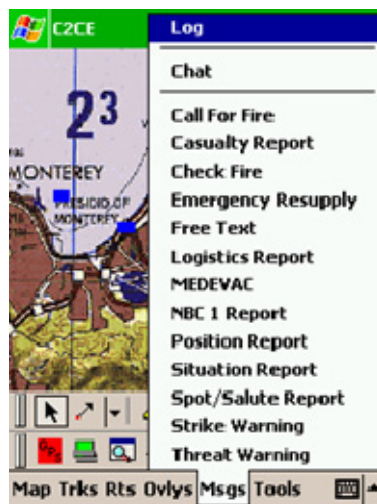 C2CE
Log
Chat
Call For Fire
Casualty Report
Check Fire
Emergency Resupply
Free Text
Logistics Report
MEDEVAC
NBC 1 Report
Position Report
Situation Report
Spot/Salute Report
Strike Warning
Threat Warning
23
MONTEREY
PRESIDIO OF
MONTEREY
GPS
Map Trks Rts Ovlys Msgs Tools